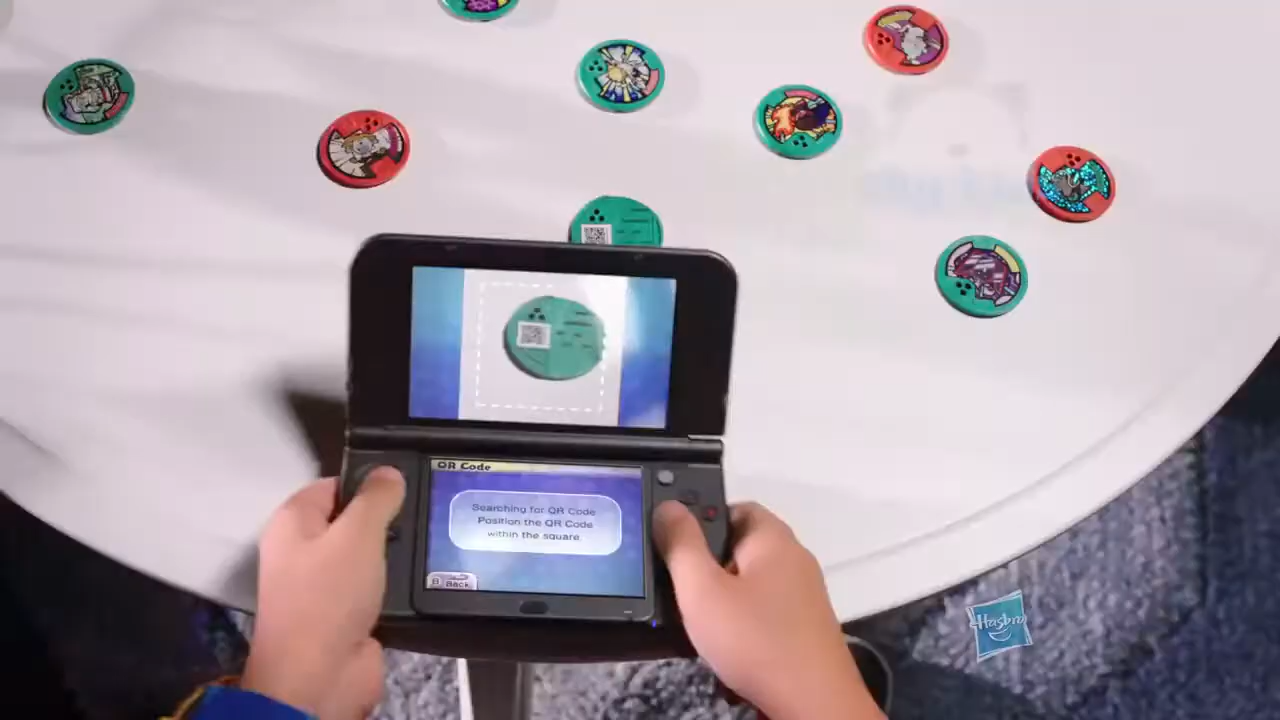 QR Code
Searching for QR Code
Position the QR Code
within the square.
B Back
Hasbro